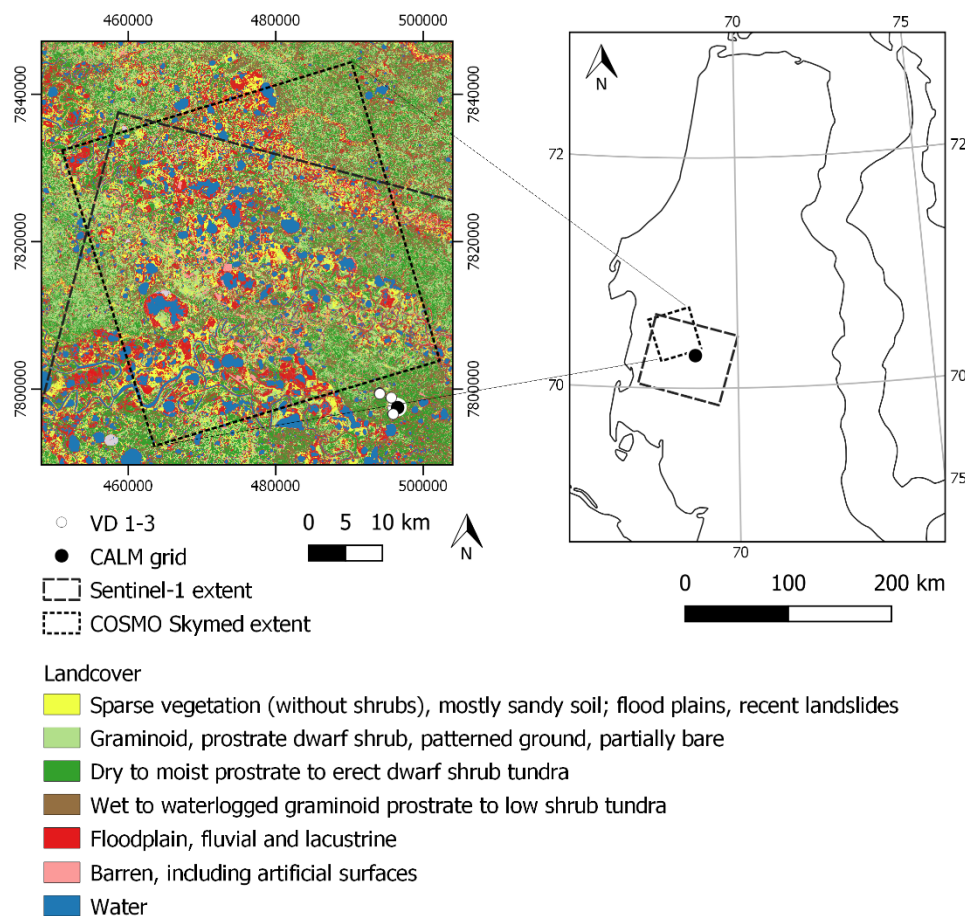 460000 480000 500000
70 75
7840000 7840000
N
72 72
7820000 7820000
70 70
7800000 7800000
75
460000 480000 500000
70
VD 1-3
0 5 10 km
N
CALM grid
Sentinel-1 extent
0 100 200 km
COSMO Skymed extent
Landcover
Sparse vegetation (without shrubs), mostly sandy soil; flood plains, recent landslides
Graminoid, prostrate dwarf shrub, patterned ground, partially bare
Dry to moist prostrate to erect dwarf shrub tundra
Wet to waterlogged graminoid prostrate to low shrub tundra
Floodplain, fluvial and lacustrine
Barren, including artificial surfaces
Water